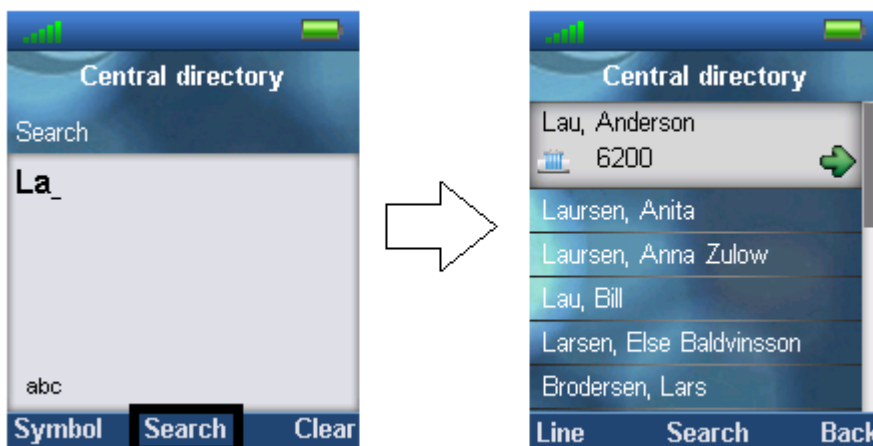 Central directory
Search
La_
abc
Symbol Search Clear
Central directory
Lau, Anderson
6200
Laursen, Anita
Laursen, Anna Zulow
Lau, Bill
Larsen, Else Baldvinsson
Brodersen, Lars
Line Search Back